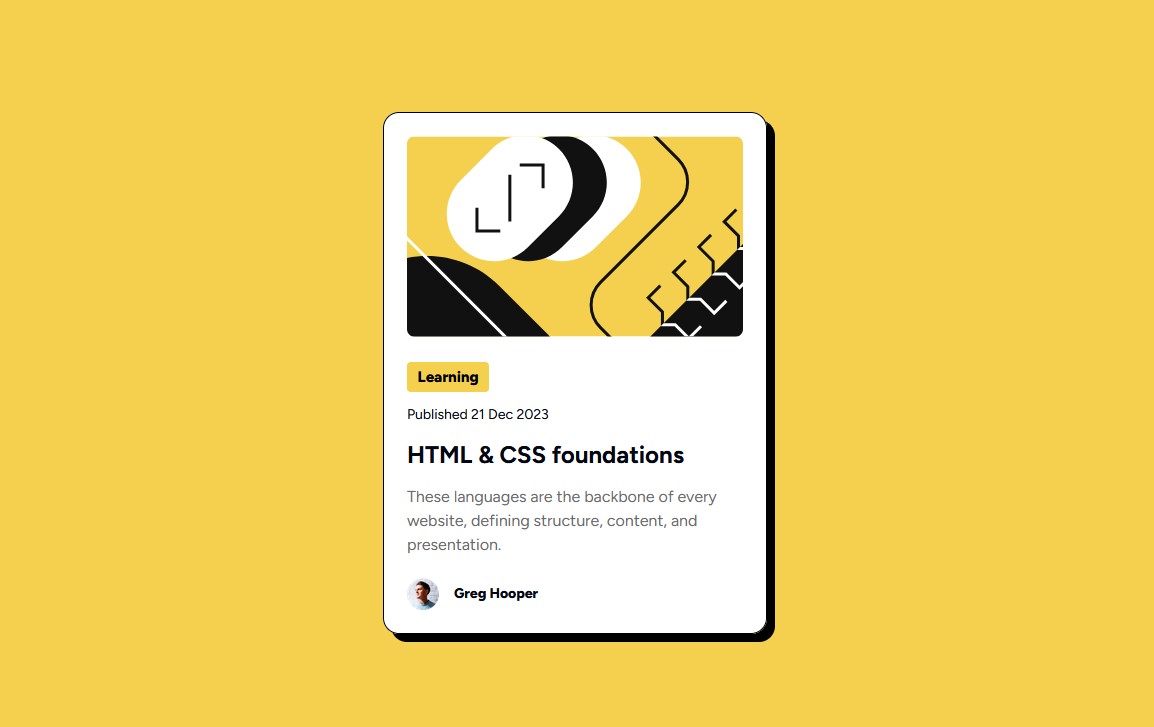 Learning
Published 21 Dec 2023
HTML & CSS foundations
These languages are the backbone of every
website, defining structure, content, and
presentation.
Greg Hooper